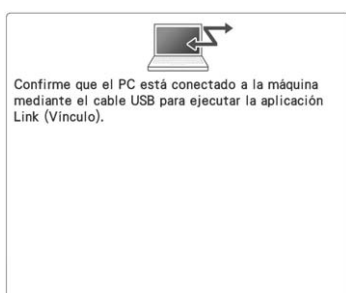 Confirme que el PC está conectado a la máquina
mediante el cable USB para ejecutar la aplicación
Link (Vínculo).